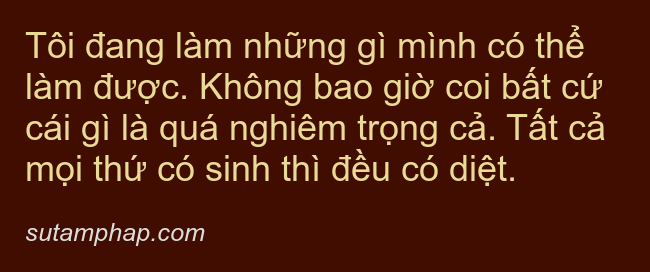 Tôi đang làm những gì mình có thể
làm được. Không bao giờ coi bất cứ
cái gì là quá nghiêm trọng cả. Tất cả
mọi thứ có sinh thì đều có diệt.
sutamphap.com